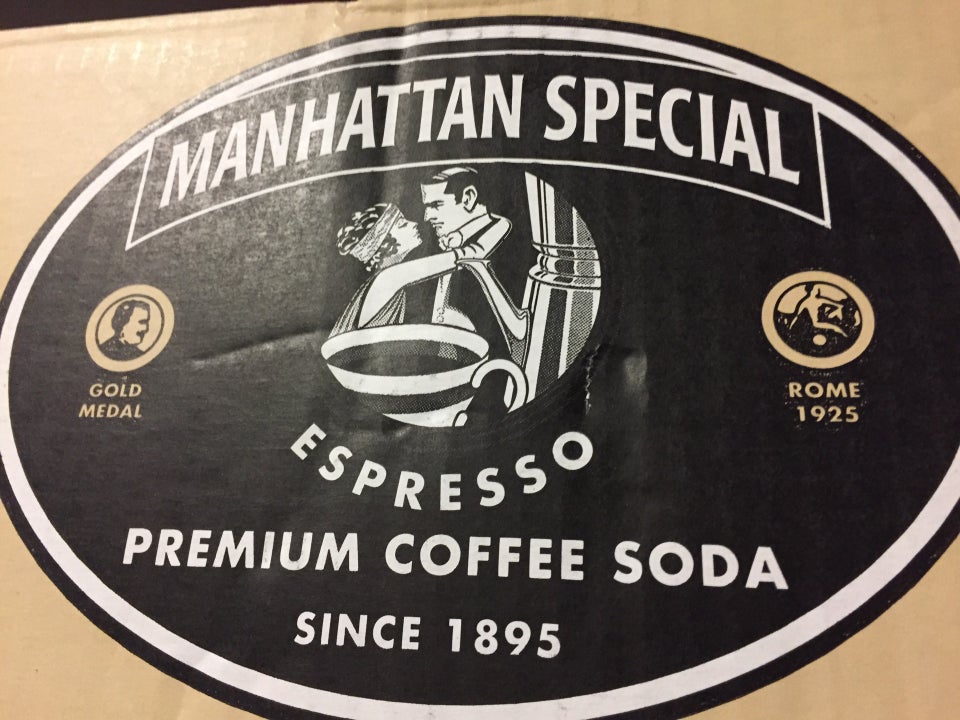 MANHATTAN SPECIAL
GOLD
MEDAL
ROME
1925
ESPRESSO
PREMIUM COFFEE SODA
SINCE 1895